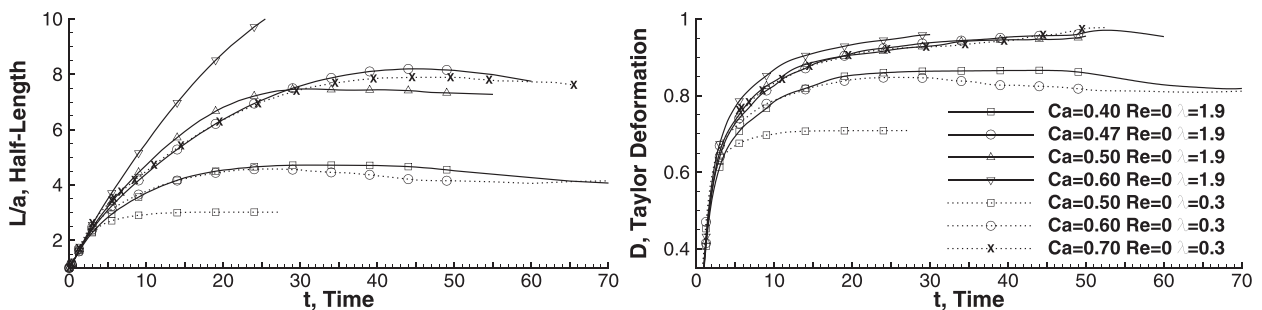 10
8
6
4
2
0 10 20 30 40 50 60 70
L/a, Half-Length
t, Time
1
0.8
0.6
0.4
0 10 20 30 40 50 60 70
D, Taylor Deformation
t, Time
Ca=0.40 Re=0 λ=1.9
Ca=0.47 Re=0 λ=1.9
Ca=0.50 Re=0 λ=1.9
Ca=0.60 Re=0 λ=1.9
Ca=0.50 Re=0 λ=0.3
Ca=0.60 Re=0 λ=0.3
Ca=0.70 Re=0 λ=0.3